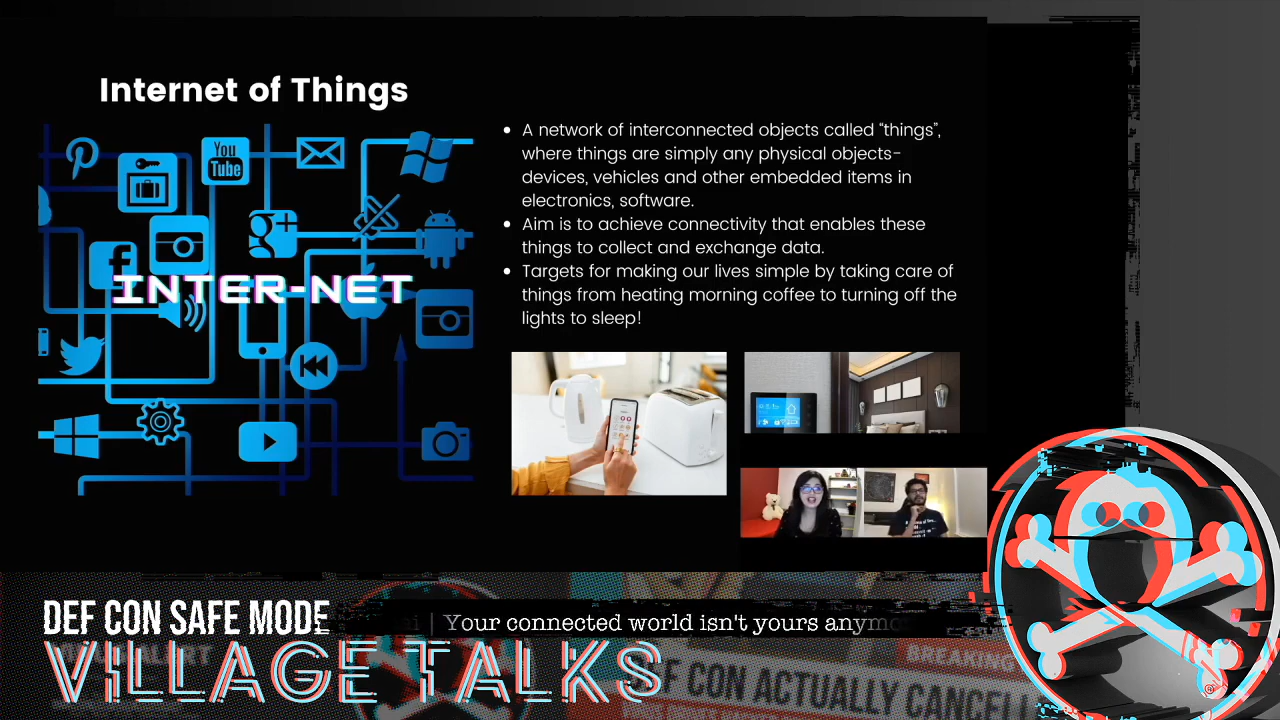 Internet of Things
You
Tube
INTER-NET
A network of interconnected objects called “things”,
where things are simply any physical objects-
devices, vehicles and other embedded items in
electronics, software.
Aim is to achieve connectivity that enables these
things to collect and exchange data.
Targets for making our lives simple by taking care of
things from heating morning coffee to turning off the
lights to sleep!
DEF CON SAFE MODE
ai | Your connected world isn't yours anymo
VILLAGE TALKS
BREAKING
DEF CON ACTUALLY CANCELL